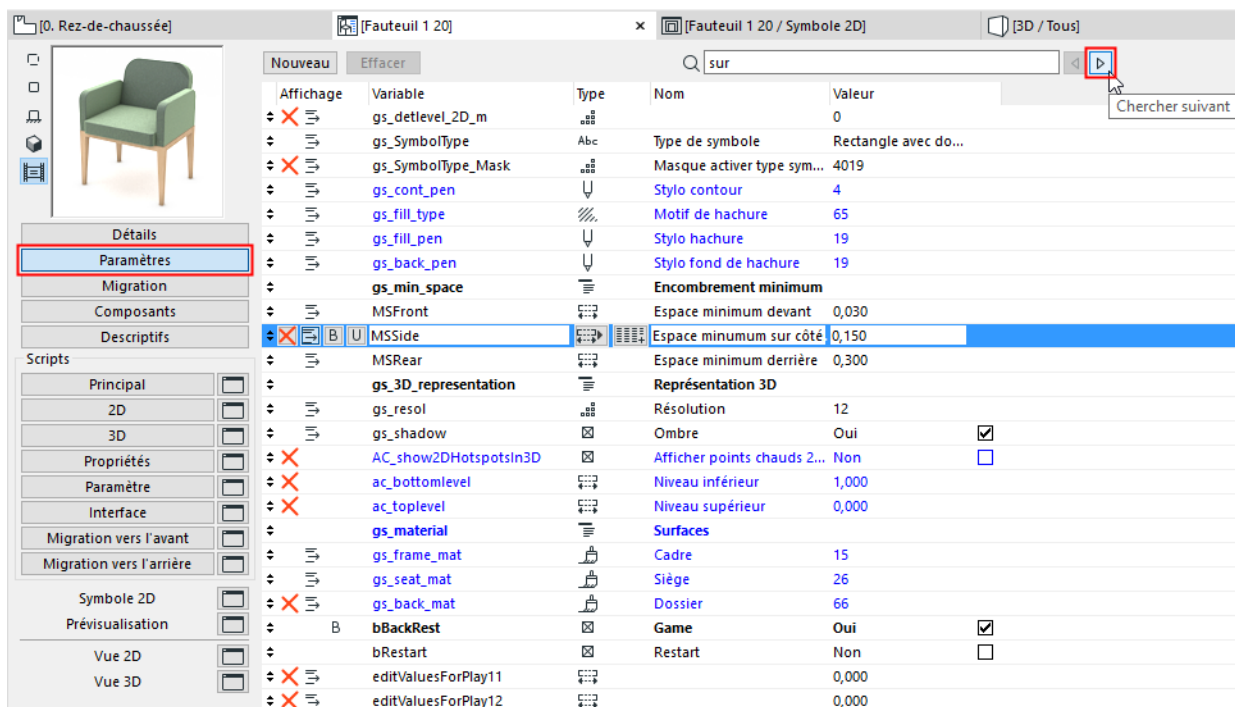 [0. Rez-de-chaussée] [Fauteuil 1 20] × [Fauteuil 1 20 / Symbole 2D] [3D / Tous]
Nouveau Effacer sur
Chercher suivant
Affichage Variable Type Nom Valeur
gs_detlevel_2D_m 0
gs_SymbolType Abc Type de symbole Rectangle avec do...
gs_SymbolType_Mask Masque activer type sym... 4019
gs_cont_pen Stylo contour 4
gs_fill_type Motif de hachure 65
gs_fill_pen Stylo hachure 19
gs_back_pen Stylo fond de hachure 19
gs_min_space Encombrement minimum
MSFront Espace minimum devant 0,030
B U MSSide Espace minumum sur côté 0,150
MSRear Espace minimum derrière 0,300
gs_3D_representation Représentation 3D
gs_resol Résolution 12
gs_shadow Ombre Oui
AC_show2DHotspotsIn3D Afficher points chauds 2... Non
ac_bottomlevel Niveau inférieur 1,000
ac_toplevel Niveau supérieur 0,000
gs_material Surfaces
gs_frame_mat Cadre 15
gs_seat_mat Siège 26
gs_back_mat Dossier 66
B bBackRest Game Oui
bRestart Restart Non
editValuesForPlay11 0,000
editValuesForPlay12 0,000
Détails
Paramètres
Migration
Composants
Descriptifs
Scripts
Principal
2D
3D
Propriétés
Paramètre
Interface
Migration vers l'avant
Migration vers l'arrière
Symbole 2D
Prévisualisation
Vue 2D
Vue 3D